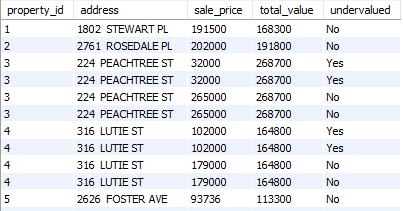 property_id address sale_price total_value undervalued
1 1802 STEWART PL 191500 168300 No
2 2761 ROSEDALE PL 202000 191800 No
3 224 PEACHTREE ST 32000 268700 Yes
3 224 PEACHTREE ST 32000 268700 Yes
3 224 PEACHTREE ST 265000 268700 No
3 224 PEACHTREE ST 265000 268700 No
4 316 LUTIE ST 102000 164800 Yes
4 316 LUTIE ST 102000 164800 Yes
4 316 LUTIE ST 179000 164800 No
4 316 LUTIE ST 179000 164800 No
5 2626 FOSTER AVE 93736 113300 No